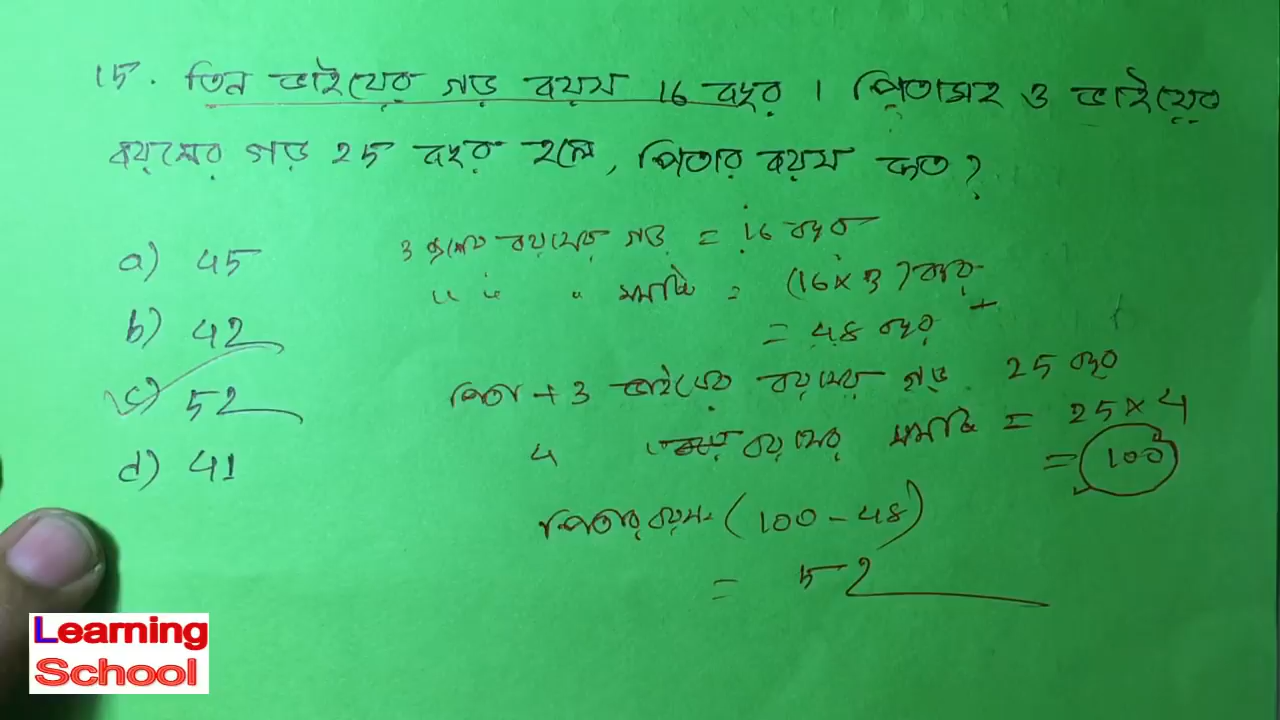 15. তিন ভাইয়ের গড় বয়স 16 বছর । পিতাসহ ৩ ভাইয়ের
বয়সের গড় 25 বছর হলে, পিতার বয়স কত ?
a) 45
b) 42
c) 52
d) 41
3 জনের বয়সের গড় = 16 বছর
" " " সমষ্টি = (16 × 3) বছর
= 48 বছর
পিতা + 3 ভাইয়ের বয়সের গড় 25 বছর
4 বয়সের সমষ্টি = 25 × 4
= 100
পিতার বয়স = (100 - 48)
= 52
Learning
School